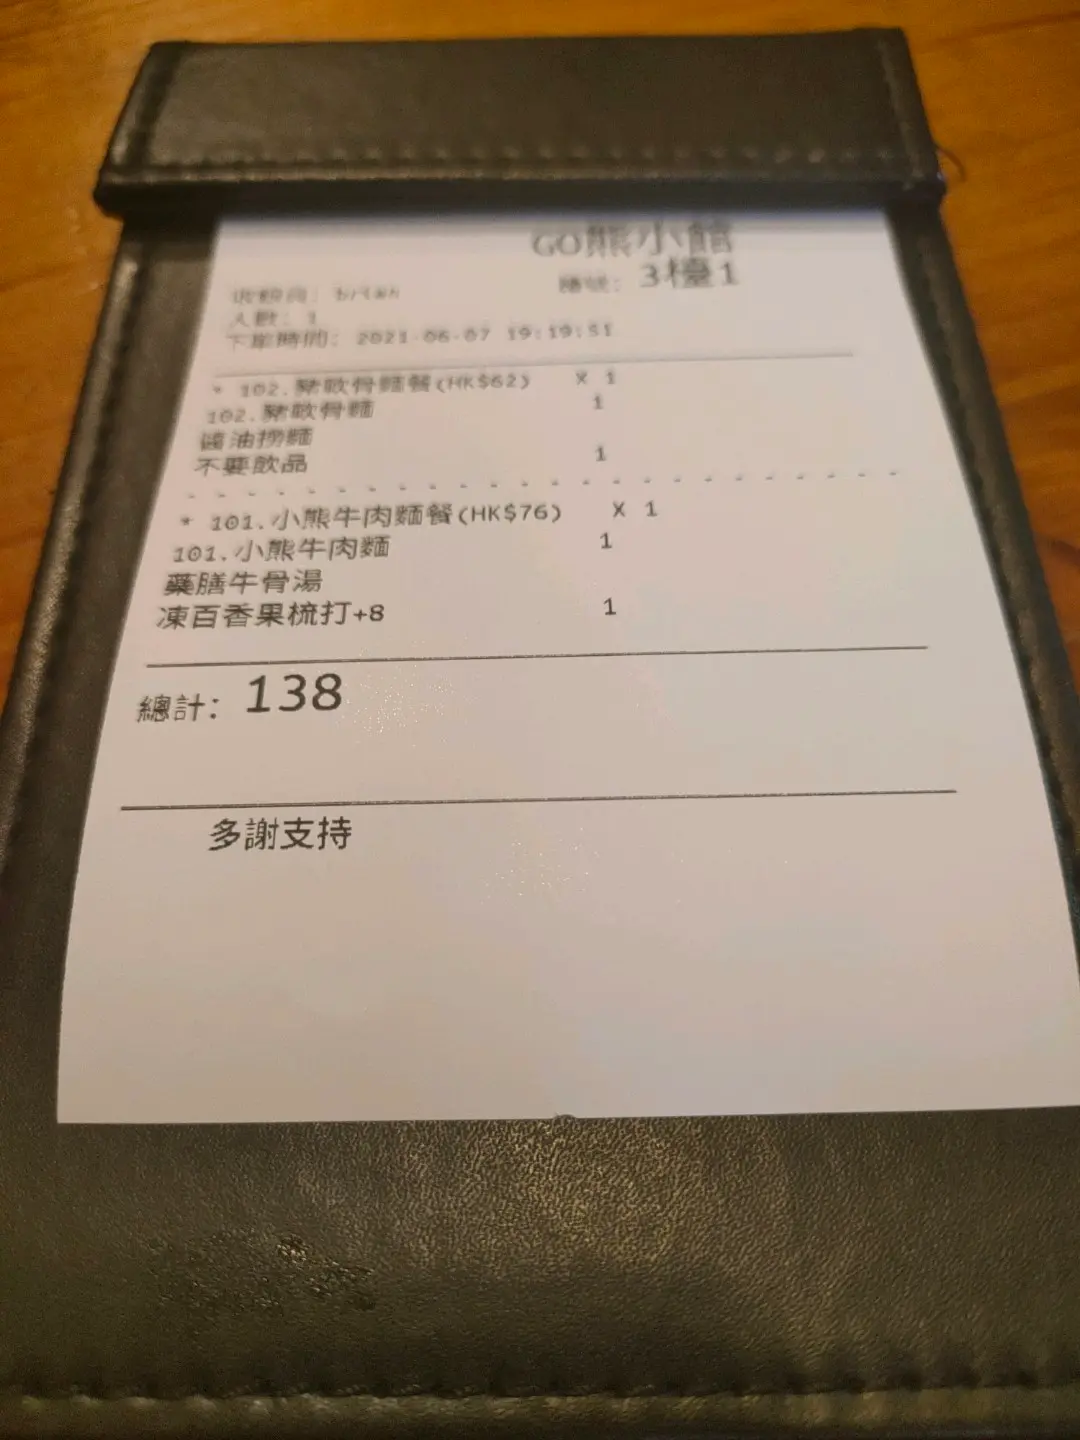 GO熊小館
檯號: 3檯1
收銀員: brian
人數: 1
下單時間: 2021-06-07 19:19:51
* 102.豬軟骨麵餐(HK$62) X 1
102.豬軟骨麵 1
醬油撈麵
不要飲品 1
* 101.小熊牛肉麵餐(HK$76) X 1
101.小熊牛肉麵 1
藥膳牛骨湯
凍百香果梳打+8 1
總計: 138
多謝支持